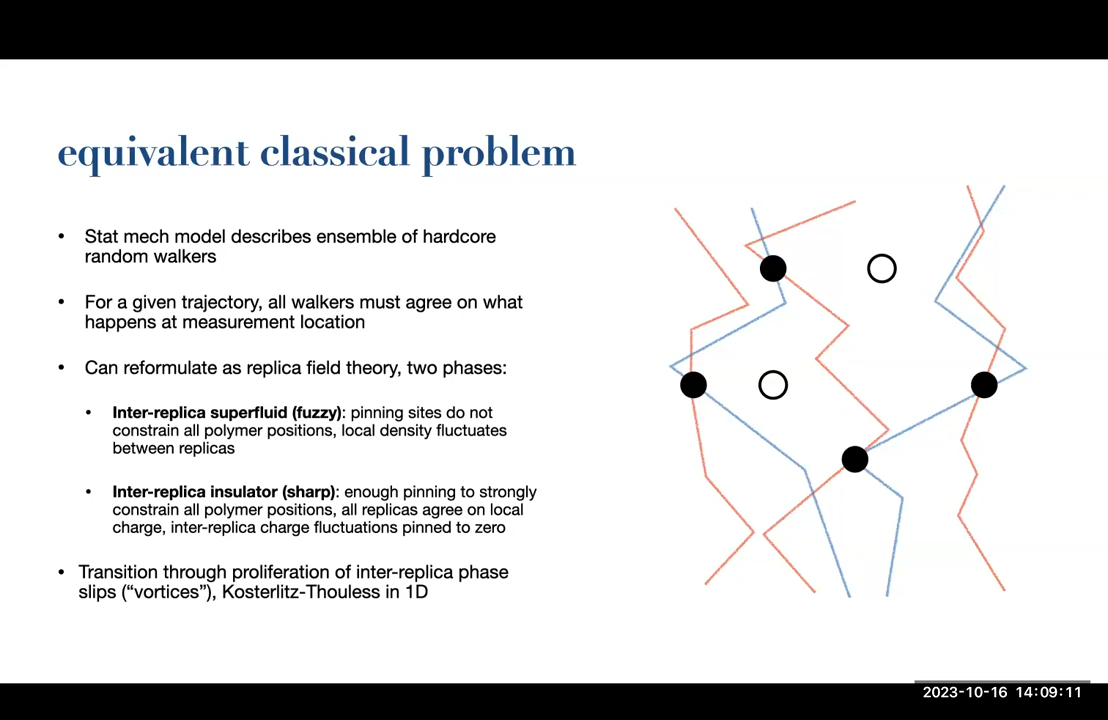 equivalent classical problem
• Stat mech model describes ensemble of hardcore
random walkers
• For a given trajectory, all walkers must agree on what
happens at measurement location
• Can reformulate as replica field theory, two phases:
• Inter-replica superfluid (fuzzy): pinning sites do not
constrain all polymer positions, local density fluctuates
between replicas
• Inter-replica insulator (sharp): enough pinning to strongly
constrain all polymer positions, all replicas agree on local
charge, inter-replica charge fluctuations pinned to zero
• Transition through proliferation of inter-replica phase
slips (“vortices”), Kosterlitz-Thouless in 1D
2023-10-16 14:09:11